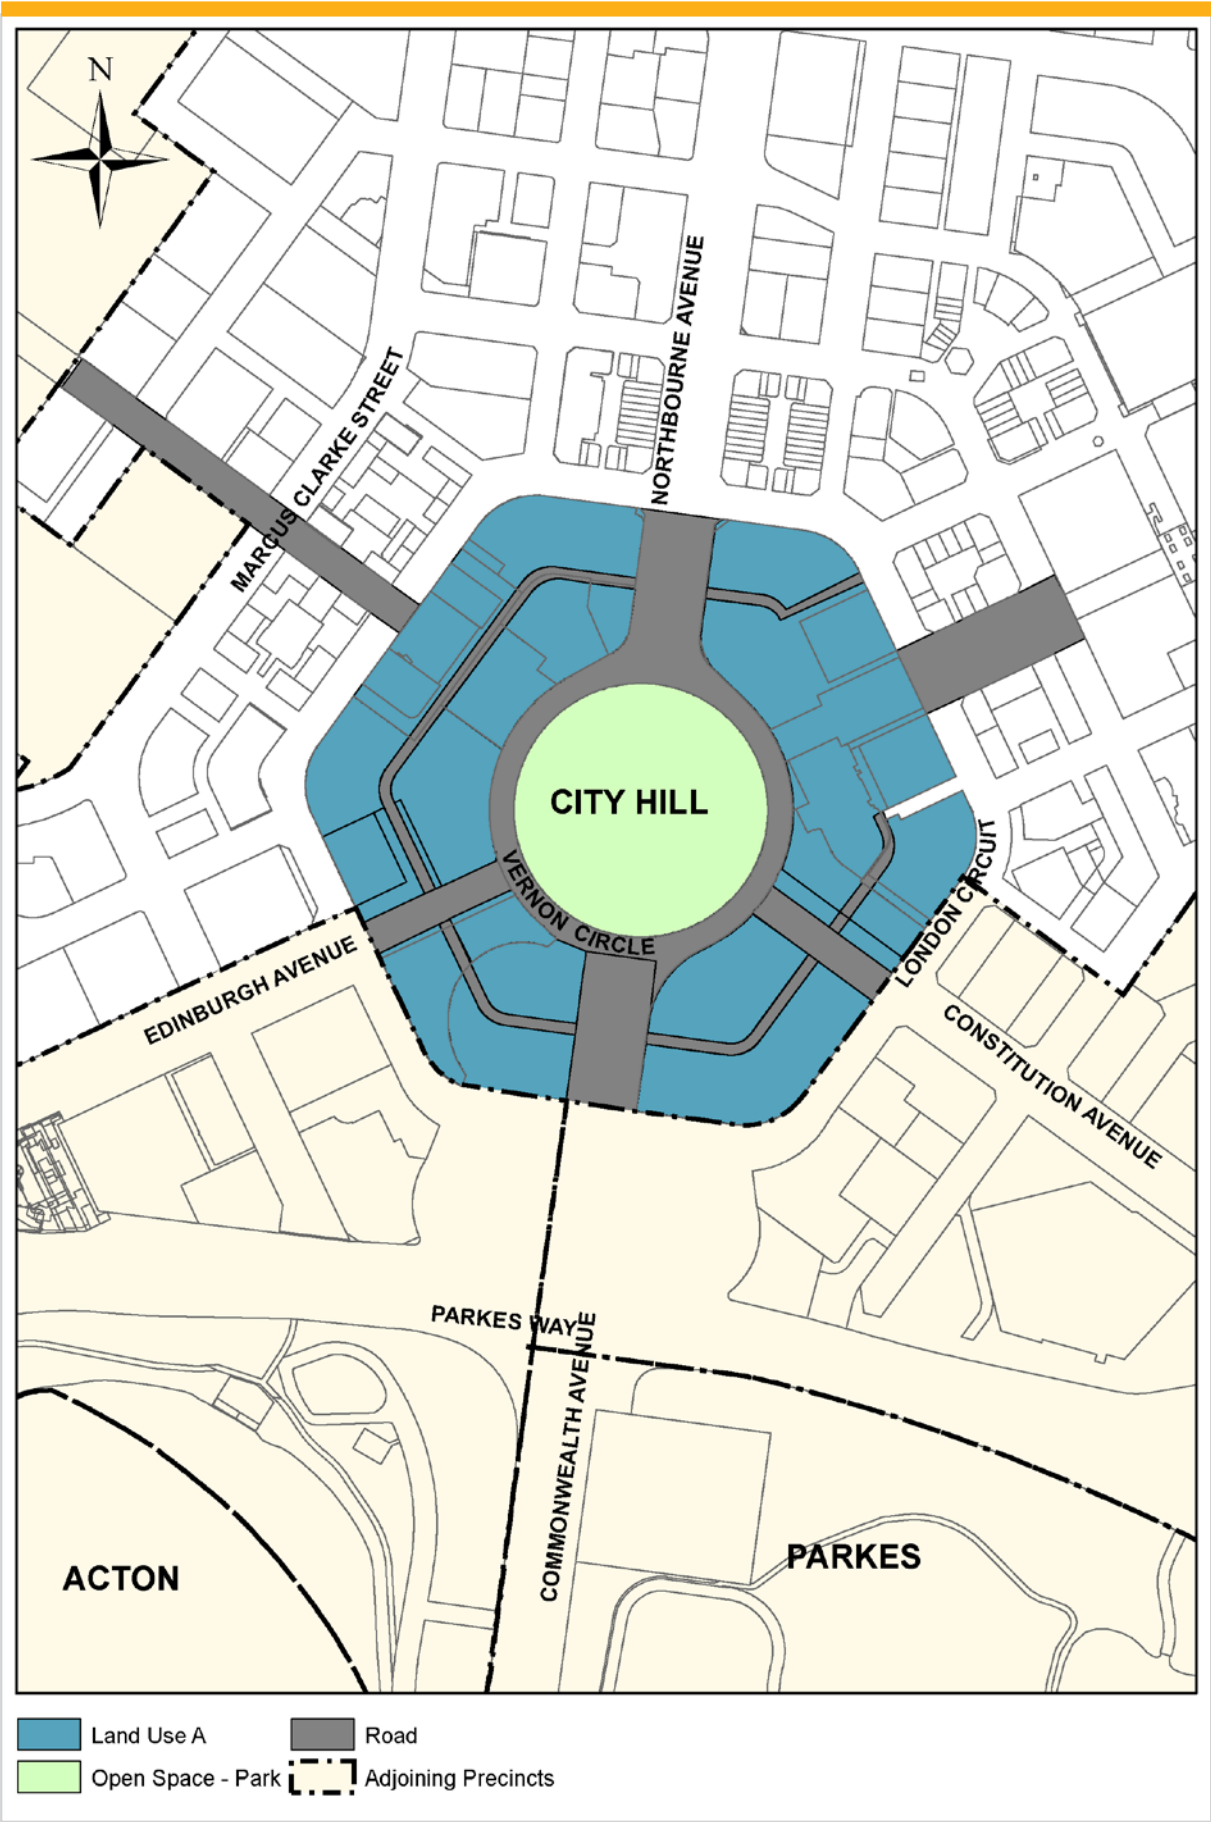 N
NORTHBOURNE AVENUE
MARCUS CLARKE STREET
CITY HILL
VERNON CIRCLE
LONDON CIRCUIT
EDINBURGH AVENUE
CONSTITUTION AVENUE
PARKES WAY
COMMONWEALTH AVENUE
PARKES
ACTON
Land Use A
Road
Open Space - Park
Adjoining Precincts